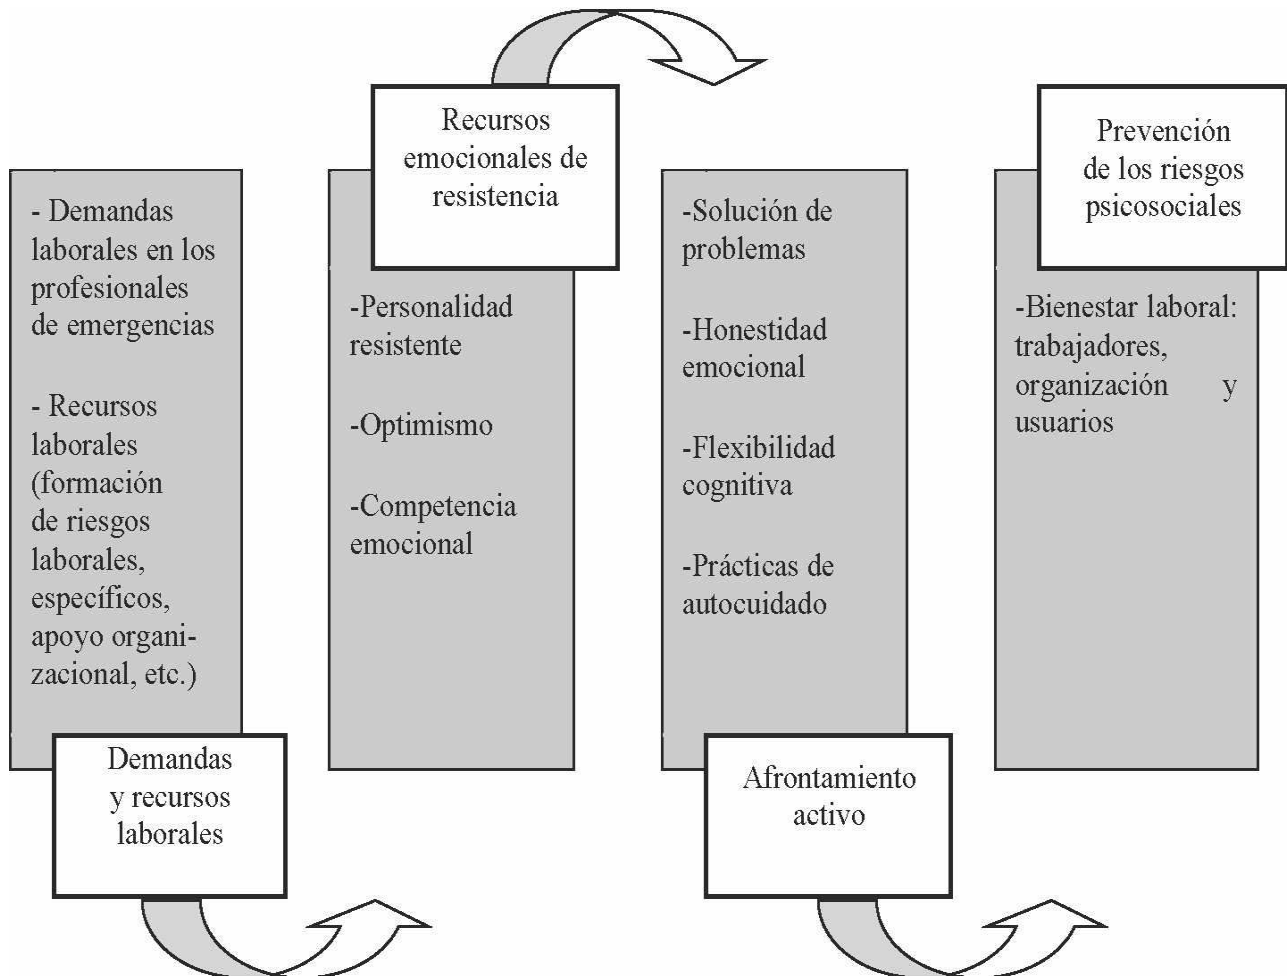 - Demandas
laborales en los
profesionales
de emergencias
- Recursos
laborales
(formación
de riesgos
laborales,
específicos,
apoyo organi-
zacional, etc.)
Demandas
y recursos
laborales
Recursos
emocionales de
resistencia
-Personalidad
resistente
-Optimismo
-Competencia
emocional
-Solución de
problemas
-Honestidad
emocional
-Flexibilidad
cognitiva
-Prácticas de
autocuidado
Afrontamiento
activo
Prevención
de los riesgos
psicosociales
-Bienestar laboral:
trabajadores,
organización y
usuarios